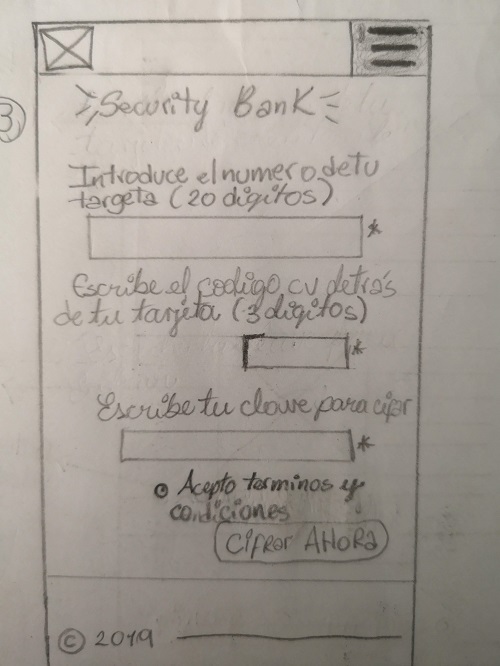 3.
Security Bank
Introduce el numero de tu
targeta (20 digitos)
*
Escribe el codigo cv detrás
de tu tarjeta (3 digitos)
*
Escribe tu clave para cifar
*
Acepto terminos y
condiciones
Cifrar AHORA
© 2019